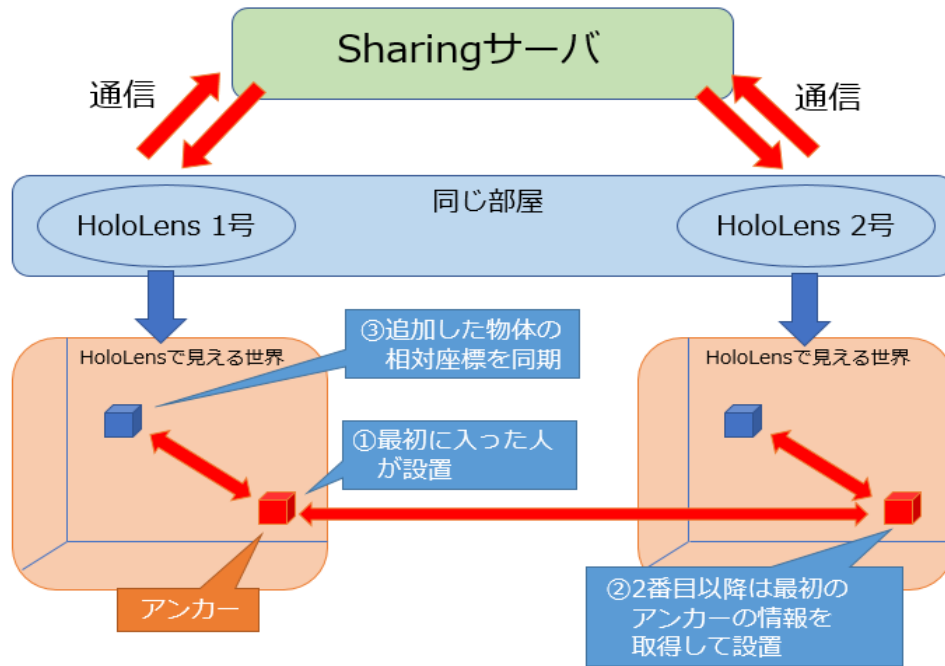 Sharingサーバ
通信
通信
同じ部屋
HoloLens 1号
HoloLens 2号
③追加した物体の
相対座標を同期
HoloLensで見える世界
HoloLensで見える世界
①最初に入った人
が設置
アンカー
②2番目以降は最初の
アンカーの情報を
取得して設置